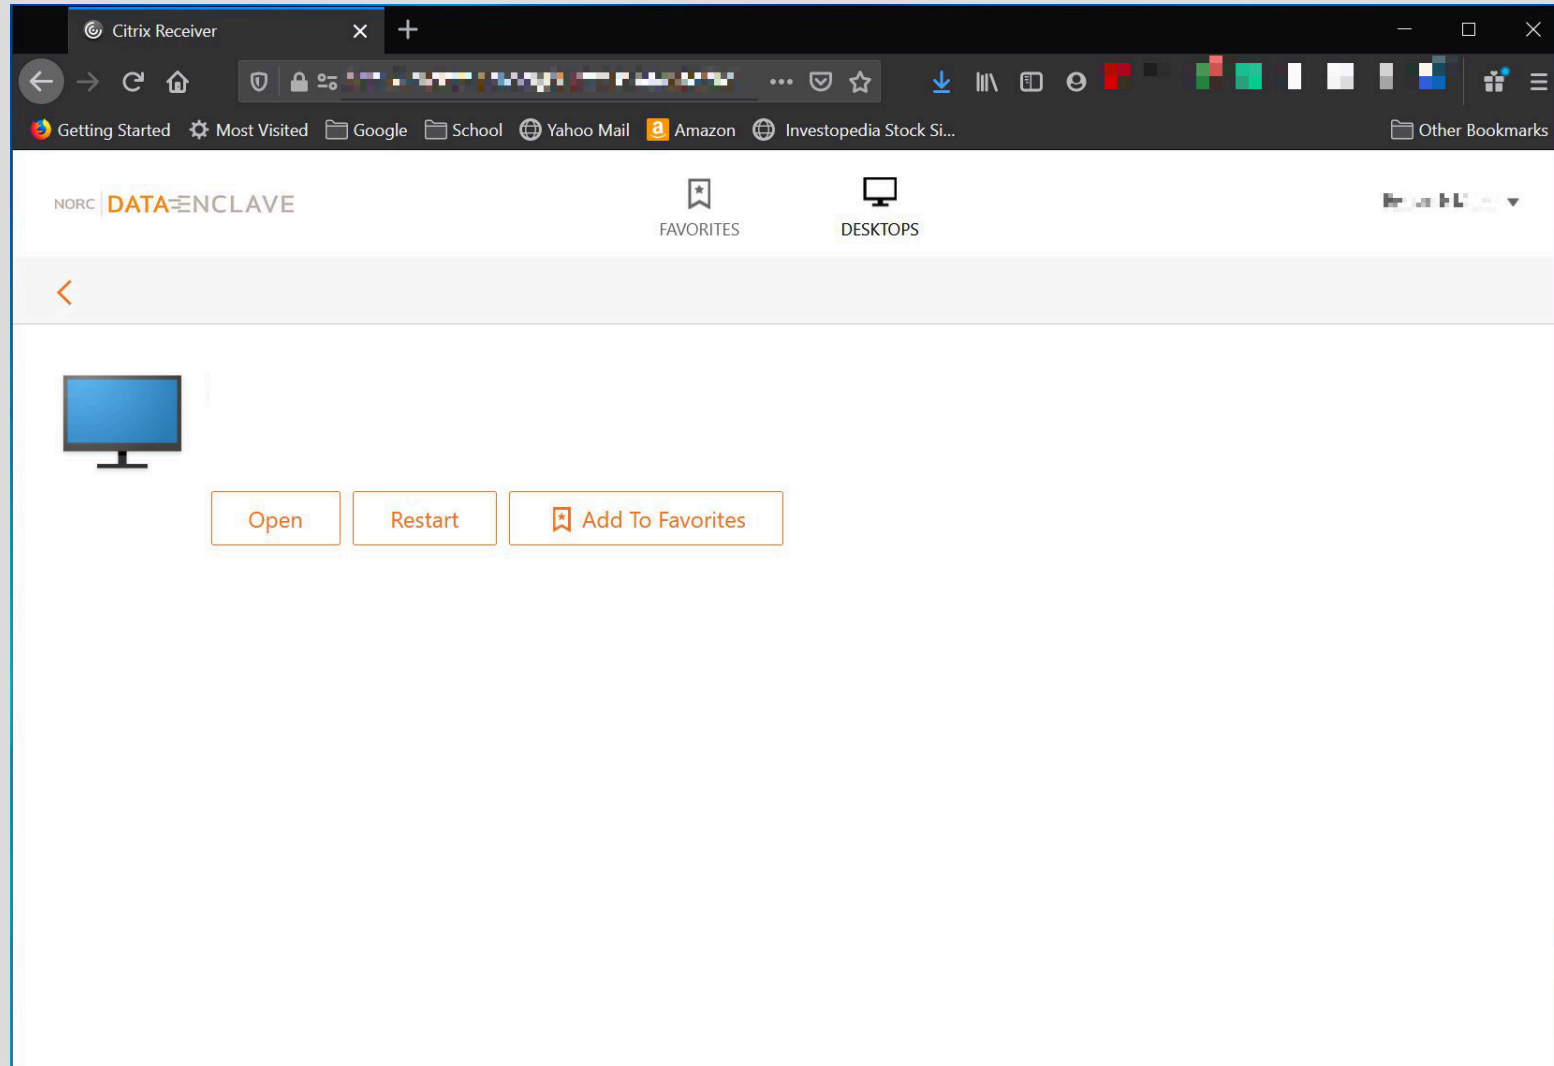 Citrix Receiver
Getting Started Most Visited Google School Yahoo Mail Amazon Investopedia Stock Si... Other Bookmarks
NORC DATA ENCLAVE
FAVORITES DESKTOPS
Open Restart Add To Favorites